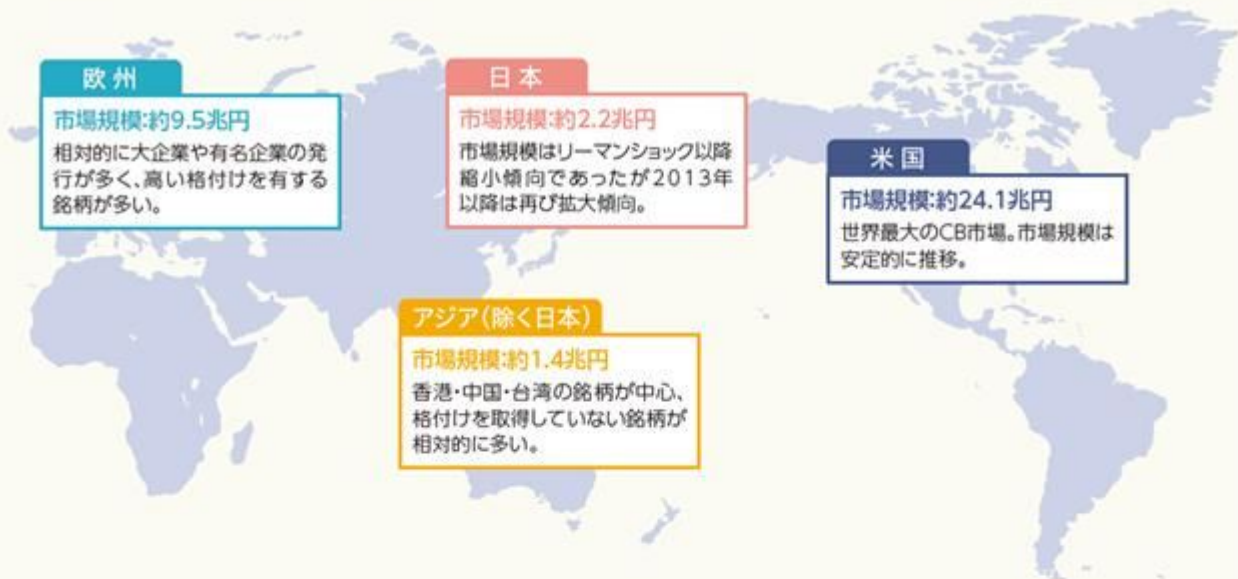 欧州
市場規模:約9.5兆円
相対的に大企業や有名企業の発
行が多く、高い格付けを有する
銘柄が多い。
日本
市場規模:約2.2兆円
市場規模はリーマンショック以降
縮小傾向であったが2013年
以降は再び拡大傾向。
米国
市場規模:約24.1兆円
世界最大のCB市場。市場規模は
安定的に推移。
アジア(除く日本)
市場規模:約1.4兆円
香港・中国・台湾の銘柄が中心、
格付けを取得していない銘柄が
相対的に多い。